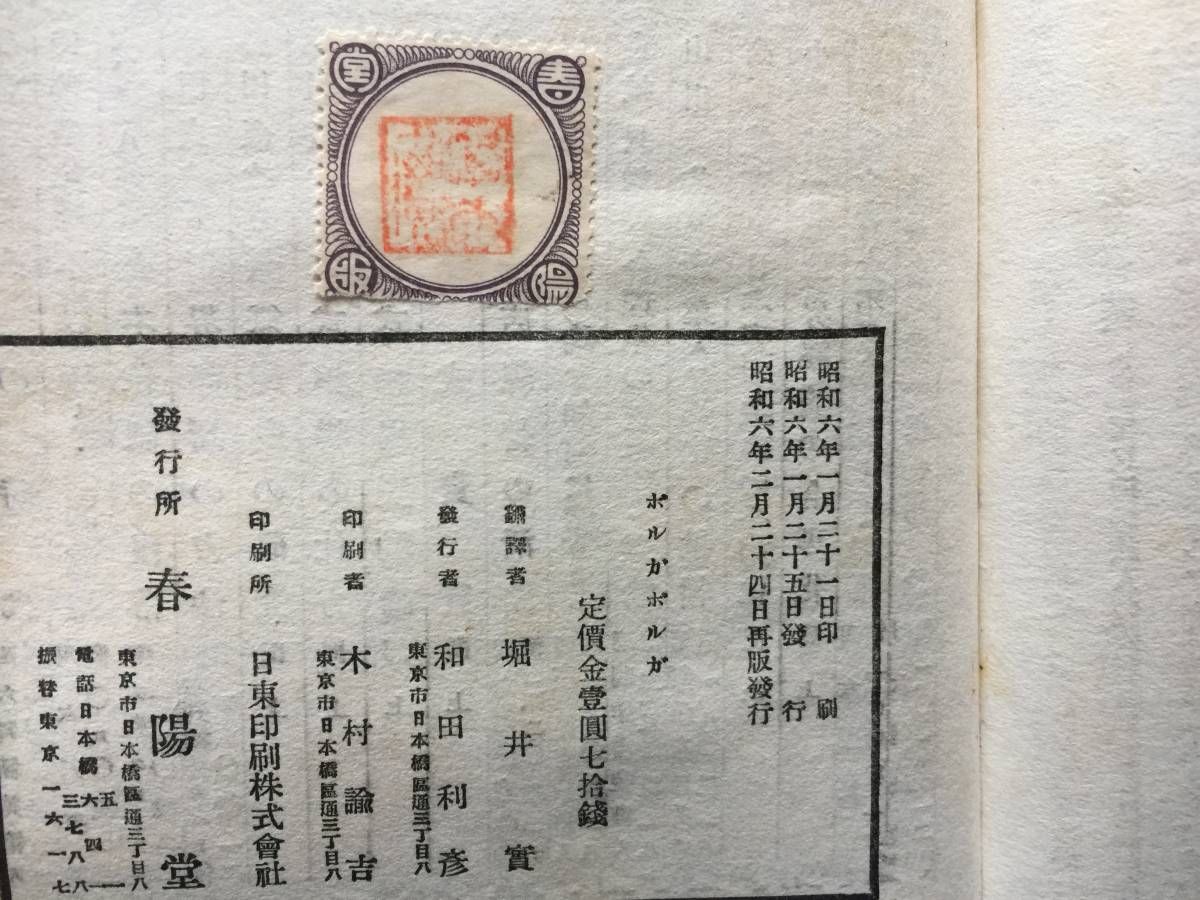 春陽堂版
昭和六年一月二十一日印刷
昭和六年一月二十五日發行
昭和六年二月二十四日再版發行
ボルガボルガ
定價金壹圓七拾錢
飜譯者 堀井實
發行者 和田利彦
東京市日本橋區通三丁目八
印刷者 木村諭吉
東京市日本橋區通三丁目八
印刷所 日東印刷株式會社
發行所 春陽堂
東京市日本橋區通三丁目八
電話日本橋
振替東京一六一一七